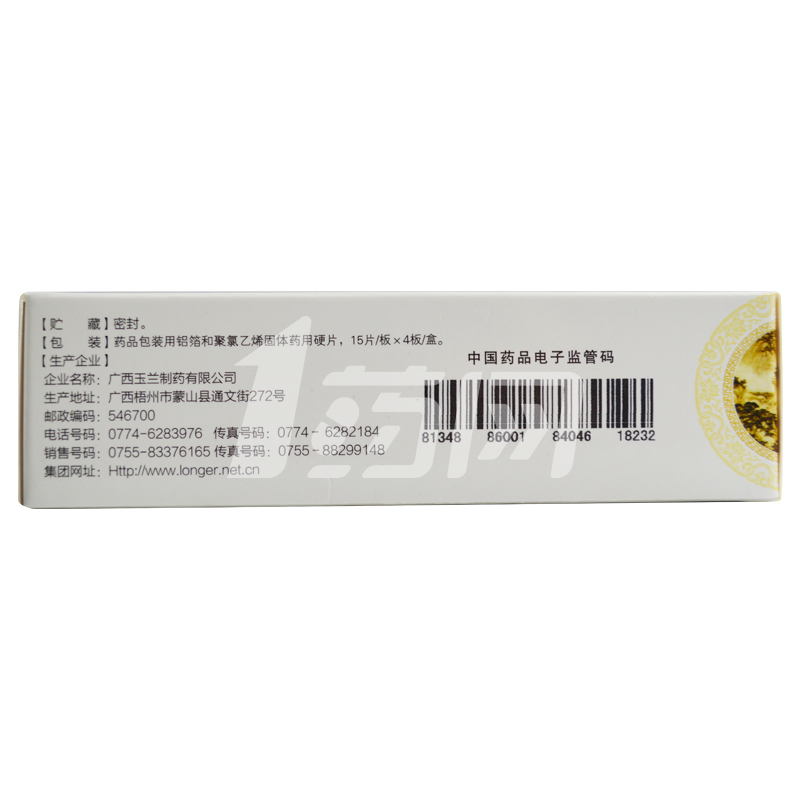 【贮　藏】密封。
【包　装】药品包装用铝箔和聚氯乙烯固体药用硬片，15片/板×4板/盒。
【生产企业】
企业名称：广西玉兰制药有限公司
生产地址：广西梧州市蒙山县通文街272号
邮政编码：546700
电话号码：0774-6283976 传真号码：0774-6282184
销售号码：0755-83376165 传真号码：0755-88299148
集团网址：Http://www.longer.net.cn
中国药品电子监管码
81348 86001 84046 18232
1药网